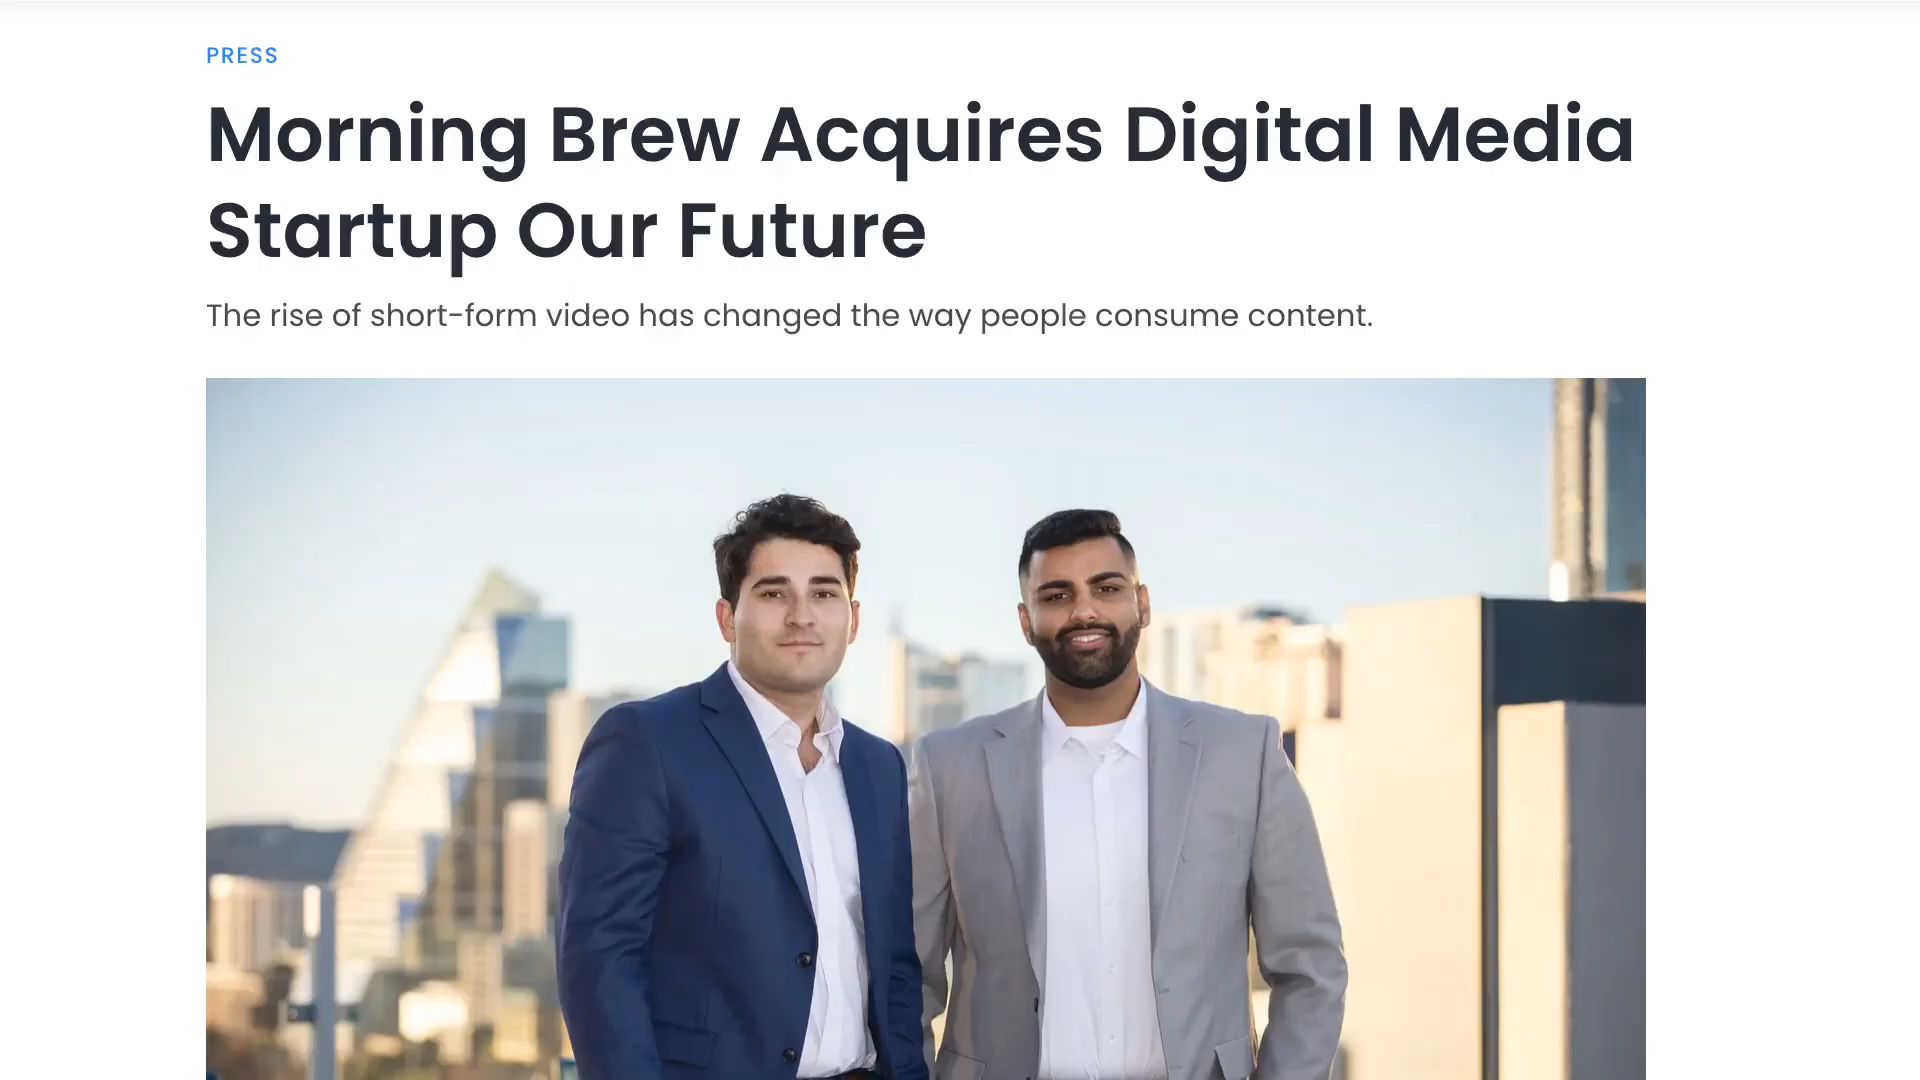 PRESS
Morning Brew Acquires Digital Media
Startup Our Future
The rise of short-form video has changed the way people consume content.